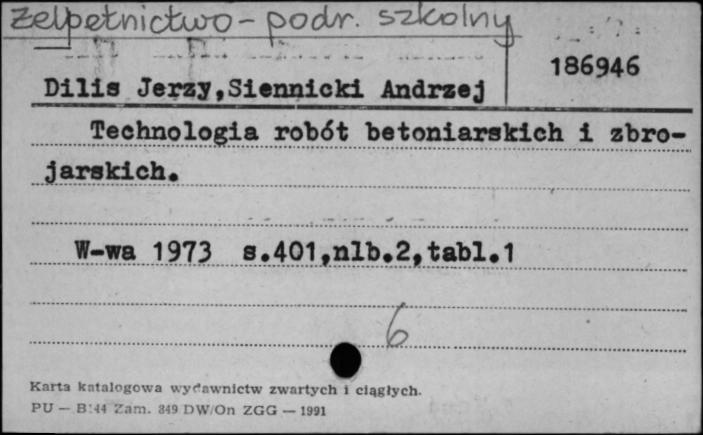 żelbetnictwo - podr. szkolny
186946
Dilis Jerzy,Siennicki Andrzej
Technologia robót betoniarskich i zbro-
jarskich.
W-wa 1973 s.401,nlb.2,tabl.1
6
Karta katalogowa wydawnictw zwartych i ciągłych.
PU — B-44 Zam. 349 DW/On ZGG — 1991